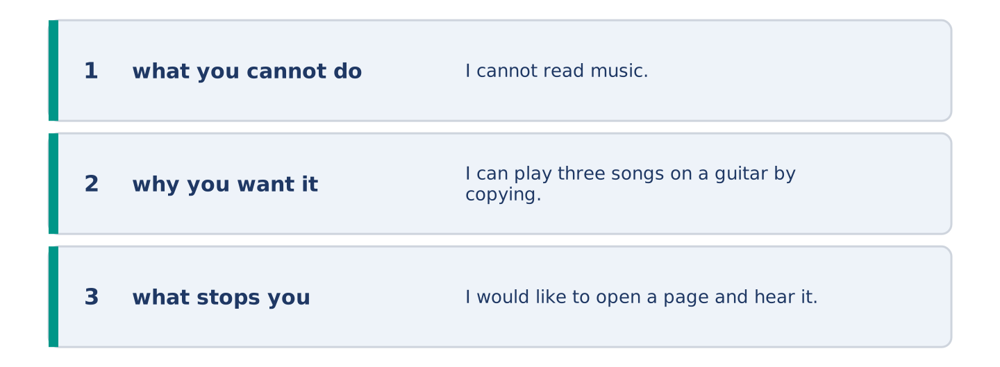 1 what you cannot do I cannot read music.
2 why you want it I can play three songs on a guitar by
copying.
3 what stops you I would like to open a page and hear it.